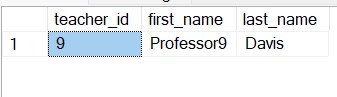 teacher_id first_name last_name
1 9 Professor9 Davis